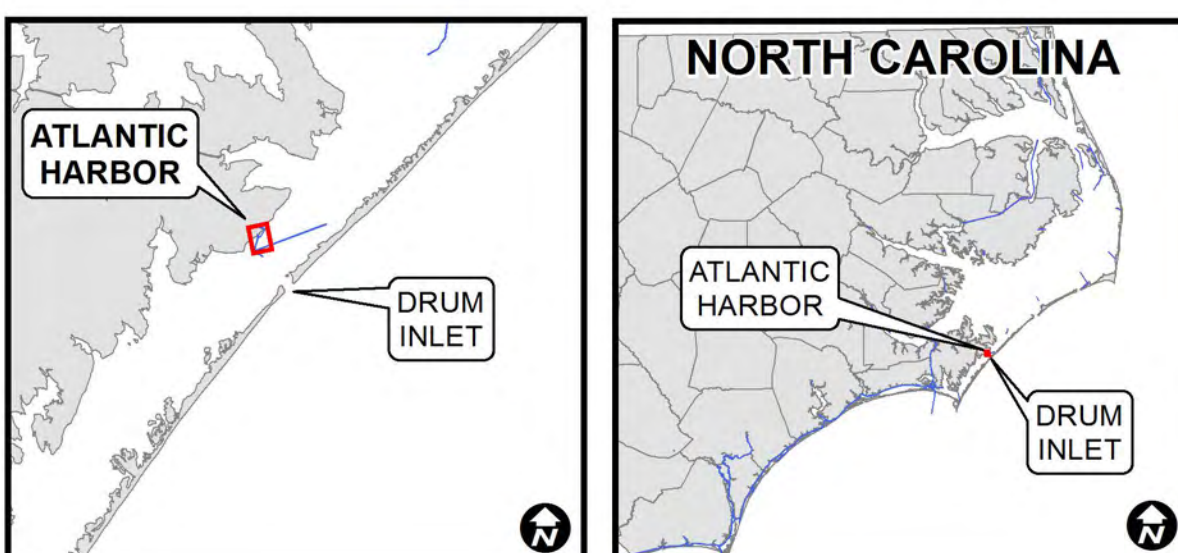 ATLANTIC
HARBOR
DRUM
INLET
N
NORTH CAROLINA
ATLANTIC
HARBOR
DRUM
INLET
N